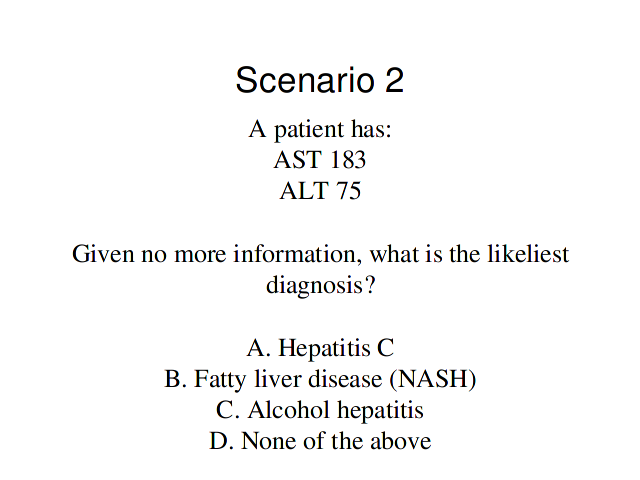 Scenario 2
A patient has:
AST 183
ALT 75
Given no more information, what is the likeliest
diagnosis?
A. Hepatitis C
B. Fatty liver disease (NASH)
C. Alcohol hepatitis
D. None of the above